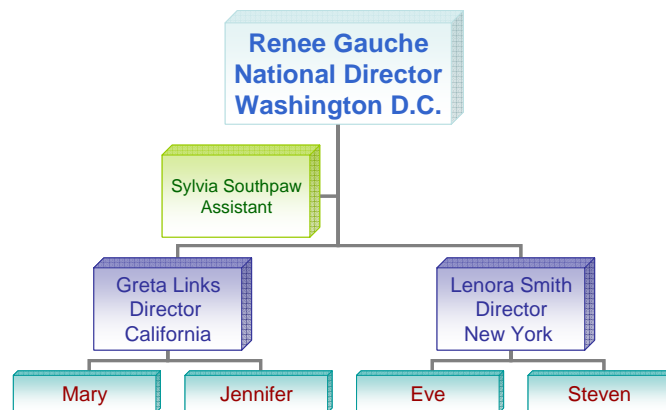 Renee Gauche
National Director
Washington D.C.
Sylvia Southpaw
Assistant
Greta Links
Director
California
Lenora Smith
Director
New York
Mary
Jennifer
Eve
Steven